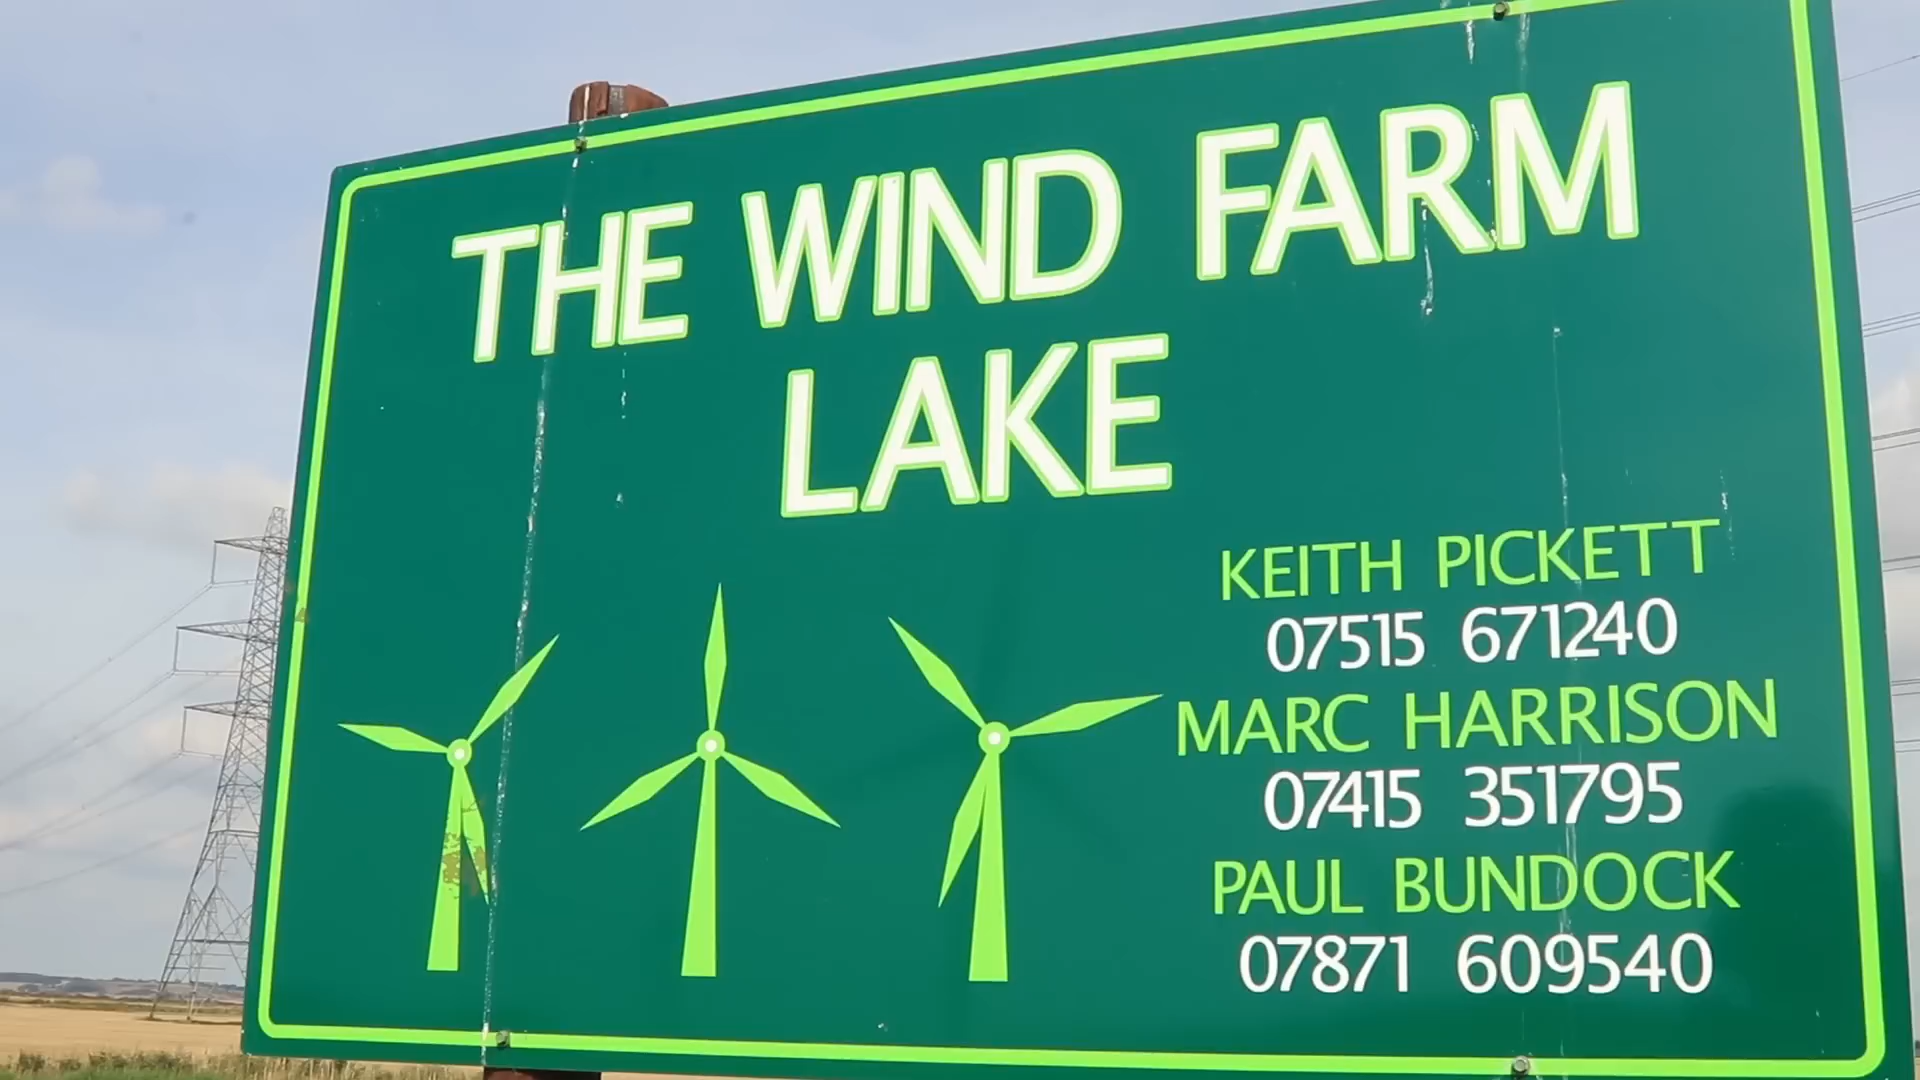 THE WIND FARM
LAKE
KEITH PICKETT
07515 671240
MARC HARRISON
07415 351795
PAUL BUNDOCK
07871 609540